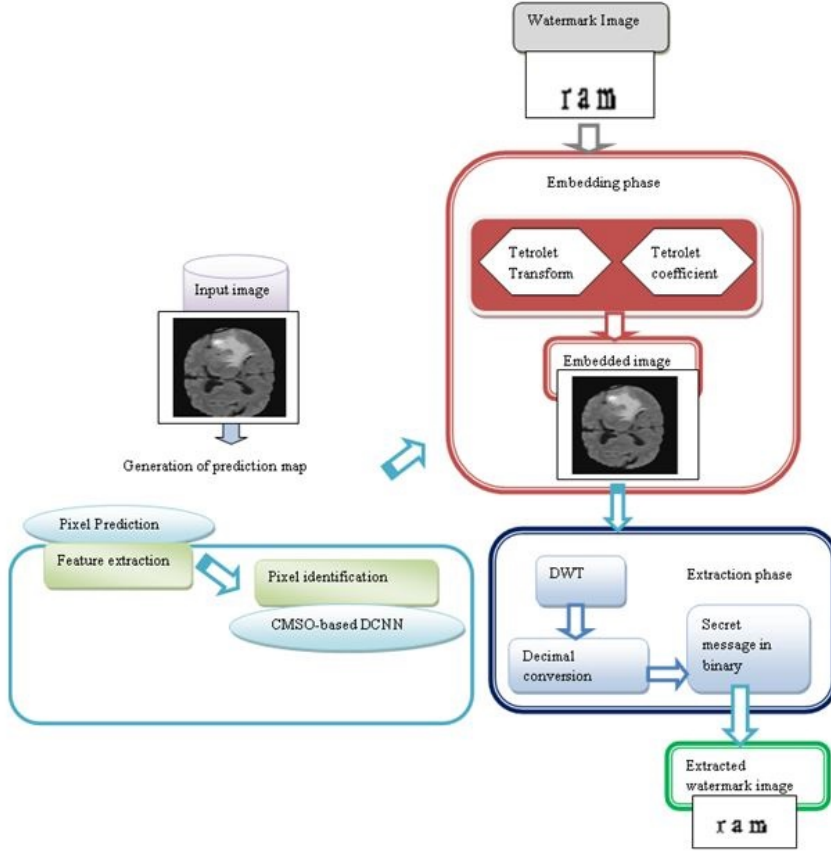 Watermark Image
ram
Embedding phase
Tetrolet
Transform
Tetrolet
coefficient
Input image
Embedded image
Generation of prediction map
Pixel Prediction
Feature extraction
Pixel identification
CMSO-based DCNN
DWT
Extraction phase
Decimal
conversion
Secret
message in
binary
Extracted
watermark image
ram